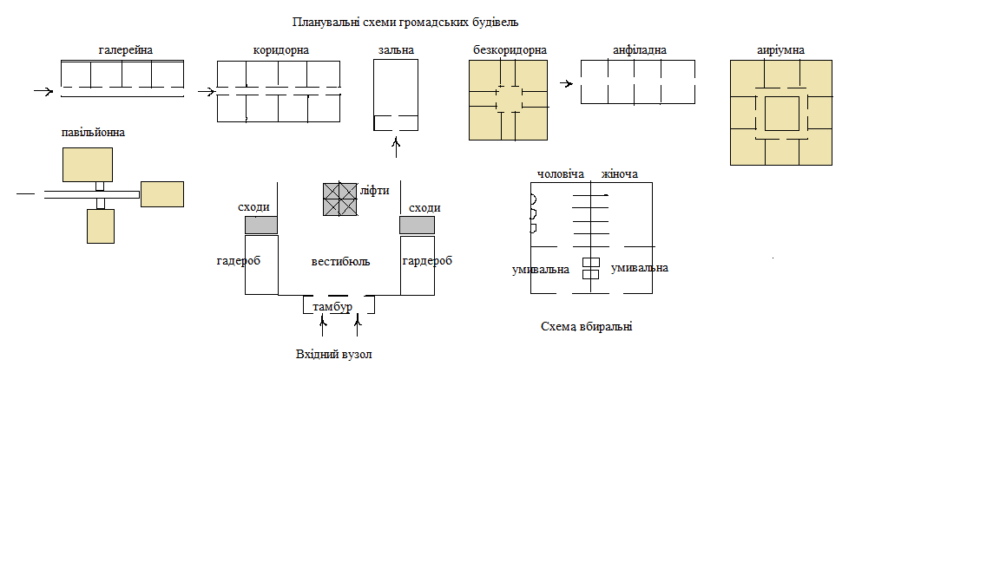 Планувальні схеми громадських будівель
галерейна
коридорна
зальна
безкоридорна
анфіладна
аиріумна
павільйонна
чоловіча
жіноча
ліфти
сходи
сходи
гадероб
вестибюль
гардероб
умивальна
умивальна
тамбур
Схема вбиральні
Вхідний вузол